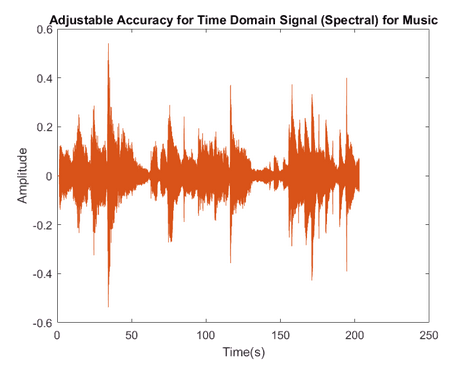 Adjustable Accuracy for Time Domain Signal (Spectral) for Music
0.6
0.4
0.2
0
-0.2
-0.4
-0.6
Amplitude
0 50 100 150 200 250
Time(s)